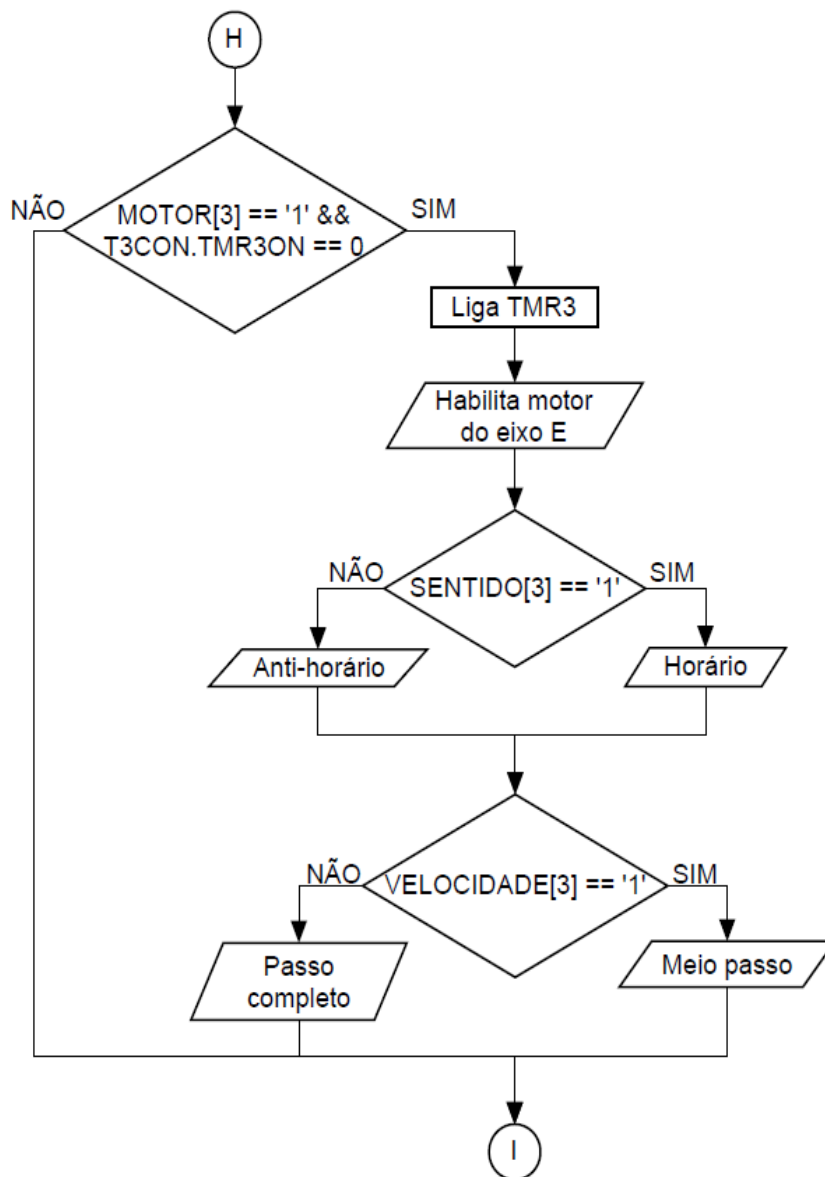 H
NÃO
SIM
MOTOR[3] == '1' &&
T3CON.TMR3ON == 0
Liga TMR3
Habilita motor
do eixo E
NÃO
SIM
SENTIDO[3] == '1'
Anti-horário
Horário
NÃO
SIM
VELOCIDADE[3] == '1'
Passo
completo
Meio passo
I